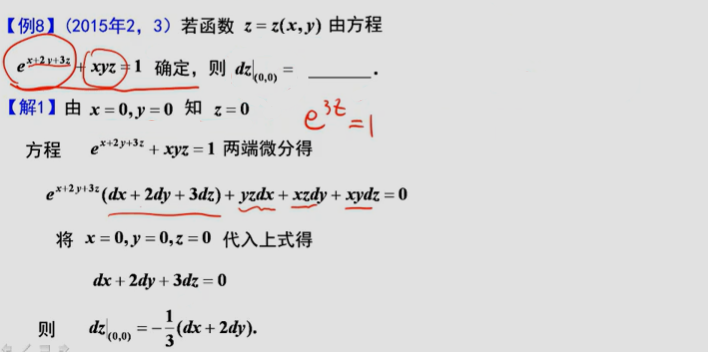 【例8】(2015年2，3）若函数 z = z(x, y) 由方程
e^{x+2y+3z} + xyz = 1 确定，则 dz|_{(0,0)} = ______.
【解1】由 x = 0, y = 0 知 z = 0
e^{3z} = 1
方程 e^{x+2y+3z} + xyz = 1 两端微分得
e^{x+2y+3z}(dx + 2dy + 3dz) + yzdx + xzdy + xydz = 0
将 x = 0, y = 0, z = 0 代入上式得
dx + 2dy + 3dz = 0
则 dz|_{(0,0)} = -\frac{1}{3}(dx + 2dy).